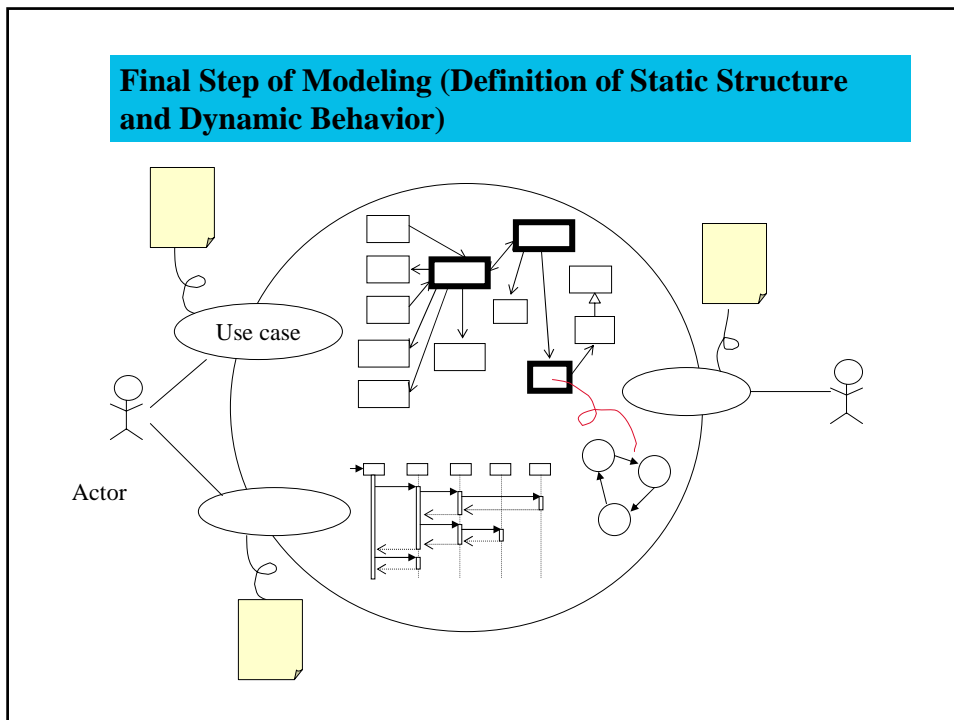 Final Step of Modeling (Definition of Static Structure
and Dynamic Behavior)
Use case
Actor